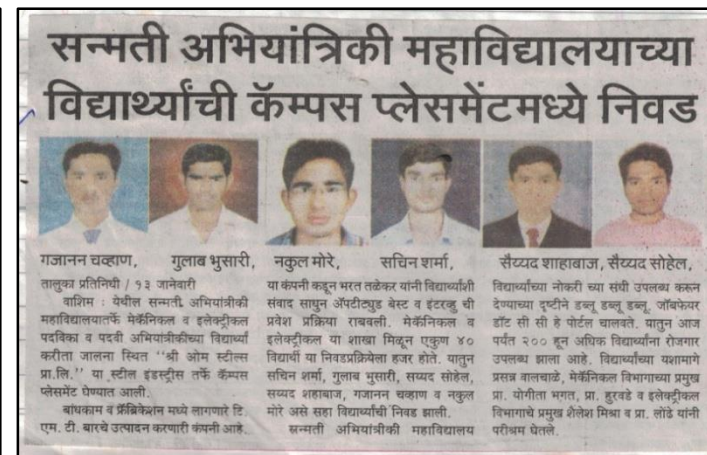 सन्मती अभियांत्रिकी महाविद्यालयाच्या
विद्यार्थ्यांची कॅम्पस प्लेसमेंटमध्ये निवड
गजानन चव्हाण, गुलाब भुसारी, नकुल मोरे, सचिन शर्मा, सैय्यद शाहाबाज, सैय्यद सोहेल,
तालुका प्रतिनिधी / १३ जानेवारी
वाशिम : येथील सन्मती अभियांत्रीकी
महाविद्यालयातर्फे मेकॅनिकल व इलेक्ट्रीकल
पदविका व पदवी अभियांत्रीकीच्या विद्यार्थ्यां
करीता जालना स्थित "श्री ओम स्टील्स
प्रा.लि." या स्टील इंडस्ट्रीस तर्फे कॅम्पस
प्लेसमेंट घेण्यात आली.
बांधकाम व फ्रॅब्रिकेशन मध्ये लागणारे टि.
एम. टी. बारचे उत्पादन करणारी कंपनी आहे.
या कंपनी कडून भरत तळेकर यांनी विद्यार्थ्यांशी
संवाद साधुन ॲपटीट्युड बेस्ट व इंटरव्हु ची
प्रवेश प्रक्रिया राबवली. मेकॅनिकल व
इलेक्ट्रीकल या शाखा मिळून एकुण ४०
विद्यार्थी या निवडप्रक्रियेला हजर होते. यातुन
सचिन शर्मा, गुलाब भुसारी, सय्यद सोहेल,
सय्यद शहाबाज, गजानन चव्हाण व नकुल
मोरे असे सहा विद्यार्थ्यांची निवड झाली.
सन्मती अभियांत्रीकी महाविद्यालय
विद्यार्थ्यांच्या नोकरी च्या संधी उपलब्ध करून
देण्याच्या दृष्टीने डब्लू डब्लू डब्लू. जॉबफेयर
डॉट सी सी हे पोर्टल चालवते. यातुन आज
पर्यंत २०० हून अधिक विद्यार्थ्यांना रोजगार
उपलब्ध झाला आहे. विद्यार्थ्यांच्या यशामागे
प्रसन्न वालचाळे, मेकॅनिकल विभागाच्या प्रमुख
प्रा. योगीता भगत, प्रा. हुरवडे व इलेक्ट्रीकल
विभागाचे प्रमुख शैलेश मिश्रा व प्रा. लोंढे यांनी
परीश्रम घेतले.